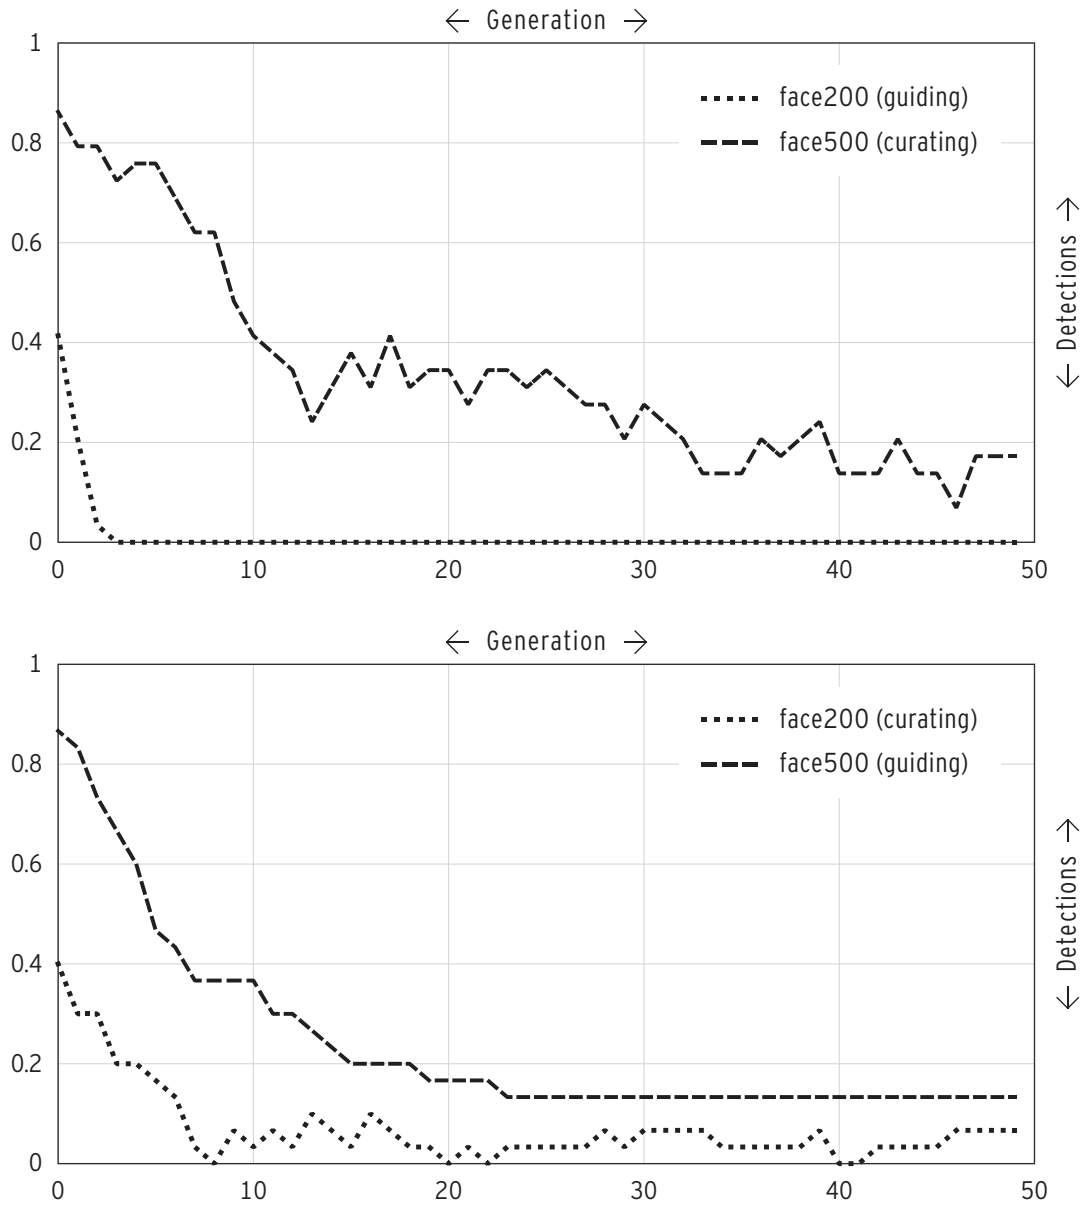 ← Generation →
1
face200 (guiding)
0.8
face500 (curating)
0.6
0.4
0.2
0
← Detections →
0 10 20 30 40 50
← Generation →
1
face200 (curating)
0.8
face500 (guiding)
0.6
0.4
0.2
0
← Detections →
0 10 20 30 40 50